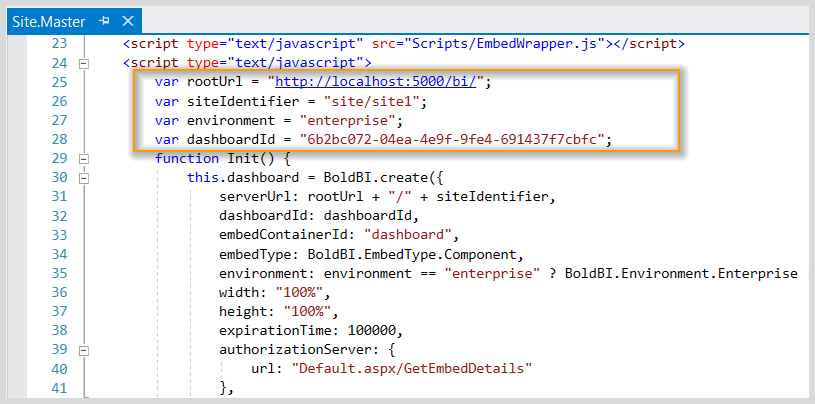 Site.Master
23 <script type="text/javascript" src="Scripts/EmbedWrapper.js"></script>
24 <script type="text/javascript">
25 var rootUrl = "http://localhost:5000/bi/";
26 var siteIdentifier = "site/site1";
27 var environment = "enterprise";
28 var dashboardId = "6b2bc072-04ea-4e9f-9fe4-691437f7cbfc";
29 function Init() {
30 this.dashboard = BoldBI.create({
31 serverUrl: rootUrl + "/" + siteIdentifier,
32 dashboardId: dashboardId,
33 embedContainerId: "dashboard",
34 embedType: BoldBI.EmbedType.Component,
35 environment: environment == "enterprise" ? BoldBI.Environment.Enterprise :
36 width: "100%",
37 height: "100%",
38 expirationTime: 100000,
39 authorizationServer: {
40 url: "Default.aspx/GetEmbedDetails"
41 },